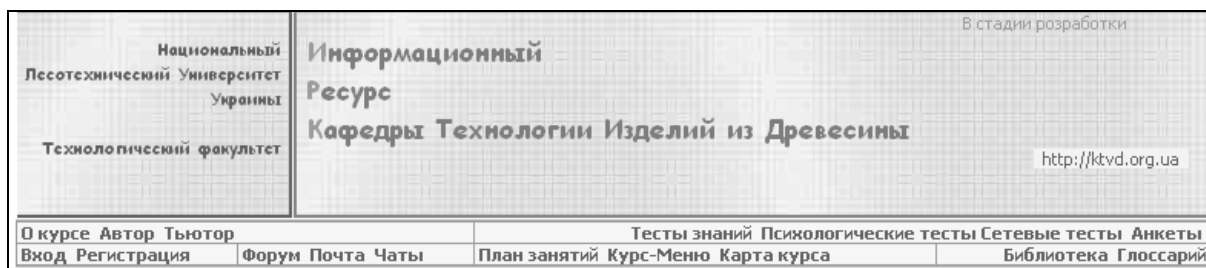 Национальный
Лесотехнический Университет
Украины
Технологический факультет
В стадии розработки
Информационный
Ресурс
Кафедры Технологии Изделий из Древесины
http://ktvd.org.ua
О курсе Автор Тьютор Тесты знаний Психологические тесты Сетевые тесты Анкеты
Вход Регистрация Форум Почта Чаты План занятий Курс-Меню Карта курса Библиотека Глоссарий